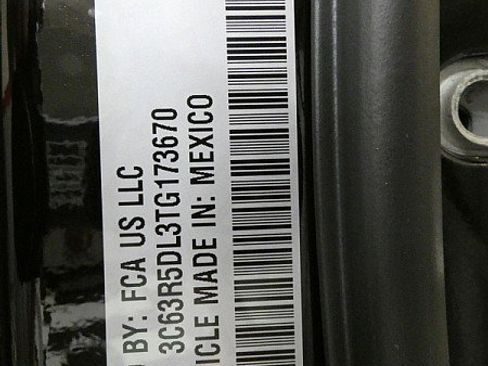 BY: FCA US LLC
3C63R5DL3TG173670
ICLE MADE IN: MEXICO